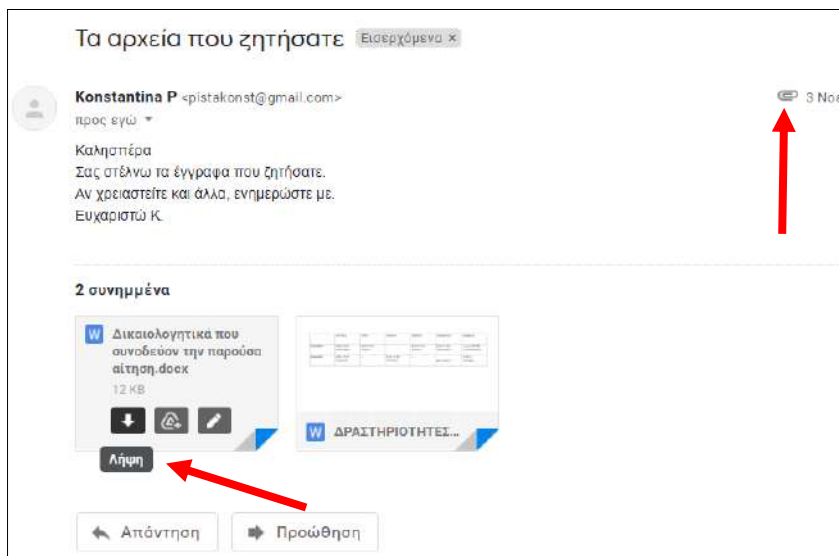 Τα αρχεία που ζητήσατε Εισερχόμενα ×
Konstantina P <pistakonst@gmail.com>
3 Νοε
προς εγώ
Καλησπέρα
Σας στέλνω τα έγγραφα που ζητήσατε.
Αν χρειαστείτε και άλλα, ενημερώστε με.
Ευχαριστώ Κ.
2 συνημμένα
W Δικαιολογητικά που
συνοδεύον την παρούσα
αίτηση.docx
12 KB
W ΔΡΑΣΤΗΡΙΟΤΗΤΕΣ...
Λήψη
Απάντηση
Προώθηση